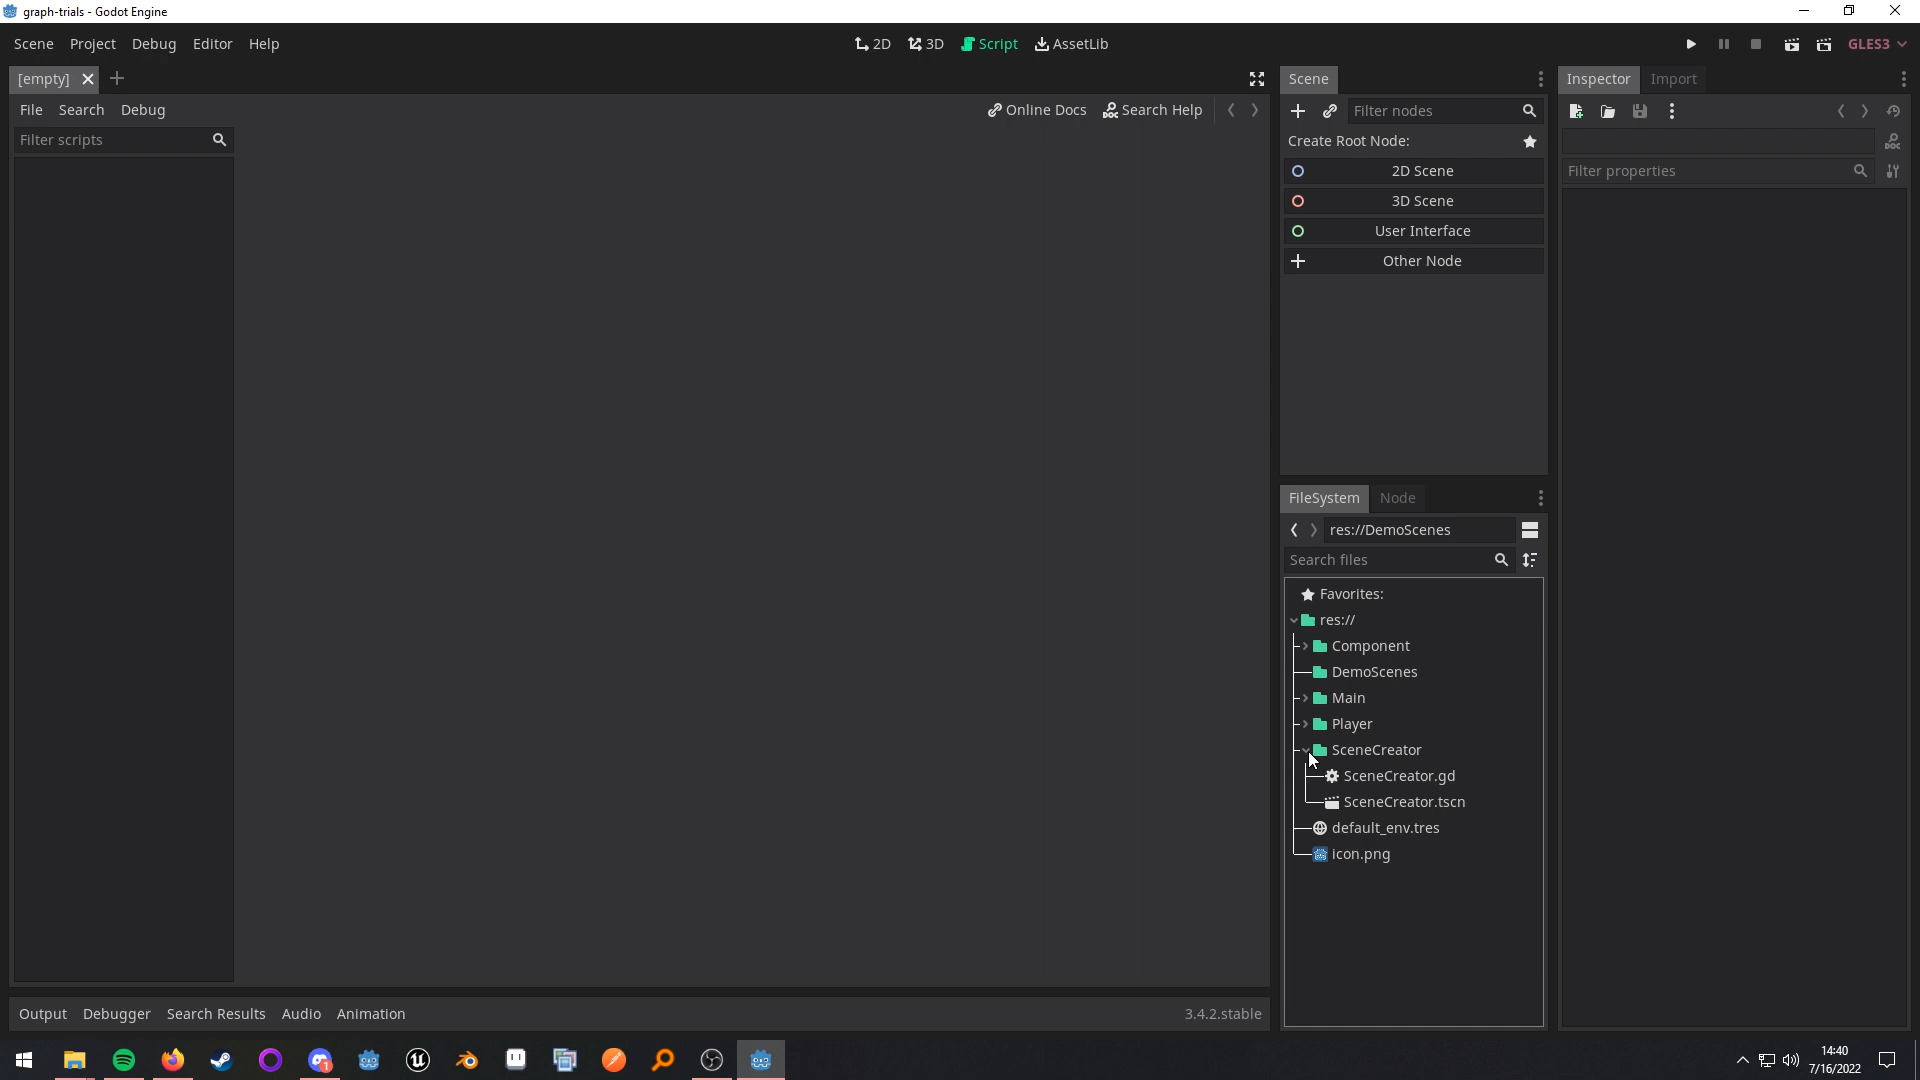 graph-trials - Godot Engine
Scene Project Debug Editor Help
2D 3D Script AssetLib
GLES3
[empty]
File Search Debug
Online Docs Search Help
Filter scripts
Output Debugger Search Results Audio Animation
3.4.2.stable
Scene
Filter nodes
Create Root Node:
2D Scene
3D Scene
User Interface
Other Node
FileSystem Node
res://DemoScenes
Search files
Favorites:
res://
Component
DemoScenes
Main
Player
SceneCreator
SceneCreator.gd
SceneCreator.tscn
default_env.tres
icon.png
Inspector Import
DOC
Filter properties
14:40
7/16/2022